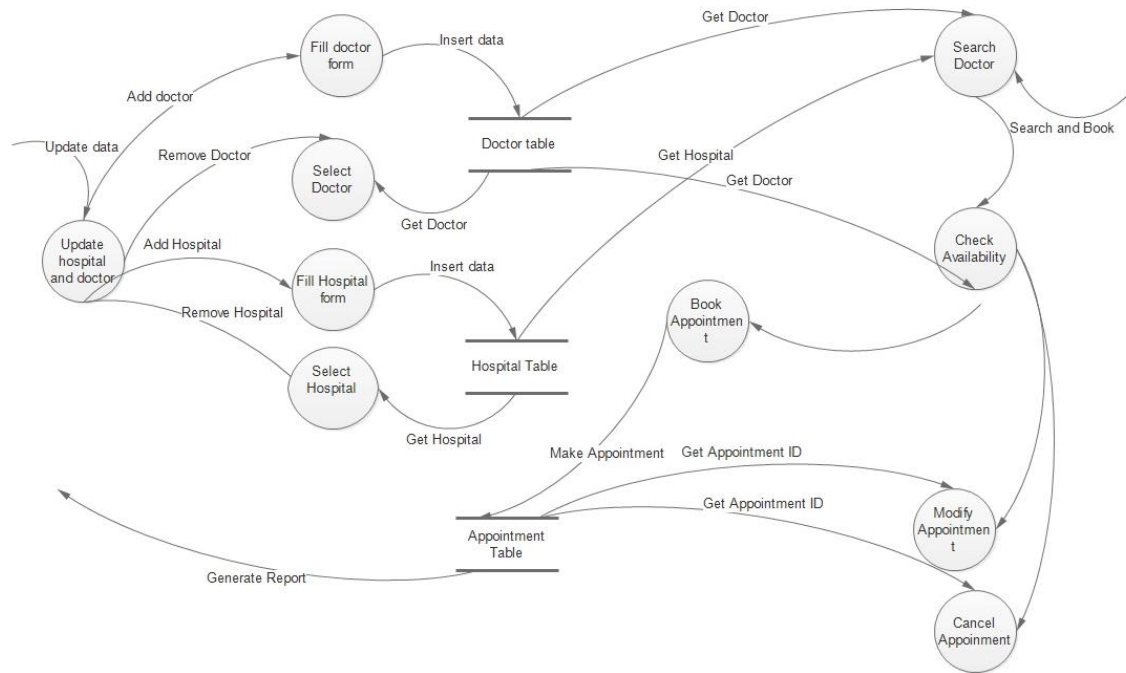 Get Doctor
Fill doctor
form
Insert data
Search
Doctor
Add doctor
Search and Book
Update data
Remove Doctor
Doctor table
Get Hospital
Select
Doctor
Get Doctor
Get Doctor
Update
hospital
and doctor
Add Hospital
Check
Availability
Fill Hospital
form
Insert data
Book
Appointmen
t
Remove Hospital
Hospital Table
Select
Hospital
Get Hospital
Make Appointment
Get Appointment ID
Get Appointment ID
Modify
Appointmen
t
Appointment
Table
Generate Report
Cancel
Appoinment